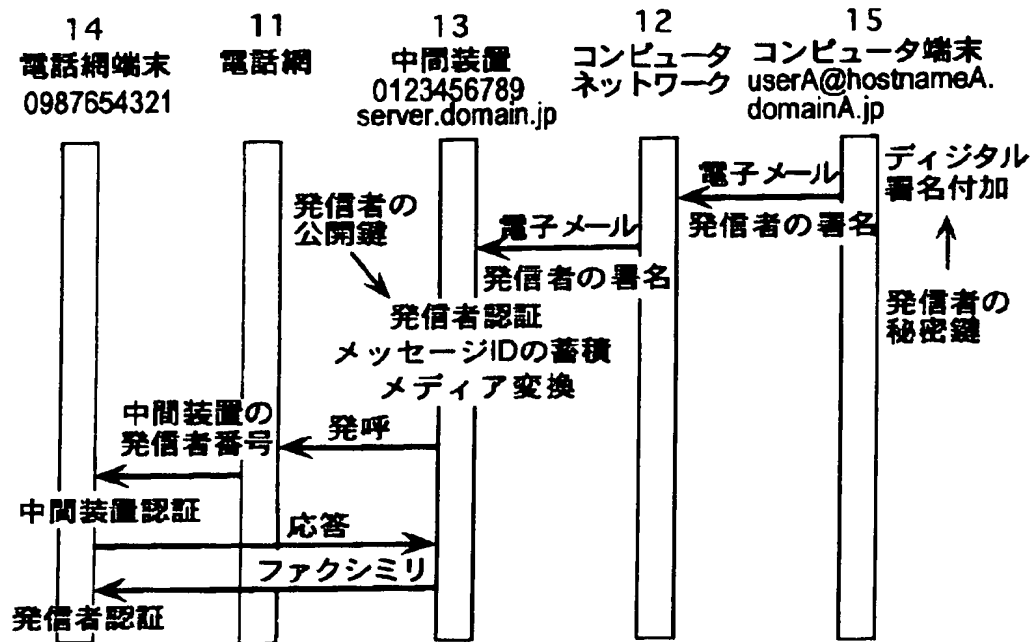 14
電話網端末
0987654321
11
電話網
13
中間装置
0123456789
server.domain.jp
12
コンピュータ
ネットワーク
15
コンピュータ端末
userA@hostnameA.
domainA.jp
ディジタル
署名付加
電子メール
発信者の署名
発信者の
公開鍵
電子メール
発信者の署名
発信者の
秘密鍵
発信者認証
メッセージIDの蓄積
メディア変換
中間装置の
発信者番号
発呼
中間装置認証
応答
ファクシミリ
発信者認証